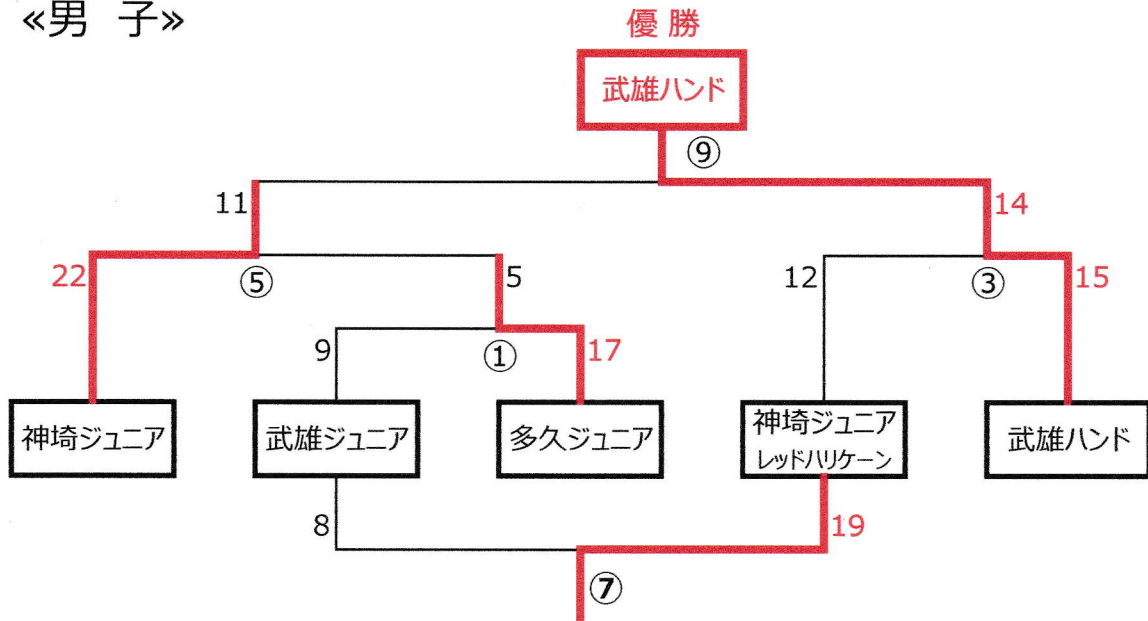 «男 子»
優 勝
武雄ハンド
⑨
11
14
22
⑤
5
12
③
15
9
①
17
神埼ジュニア
武雄ジュニア
多久ジュニア
神埼ジュニア
レッドハリケーン
武雄ハンド
8
19
⑦